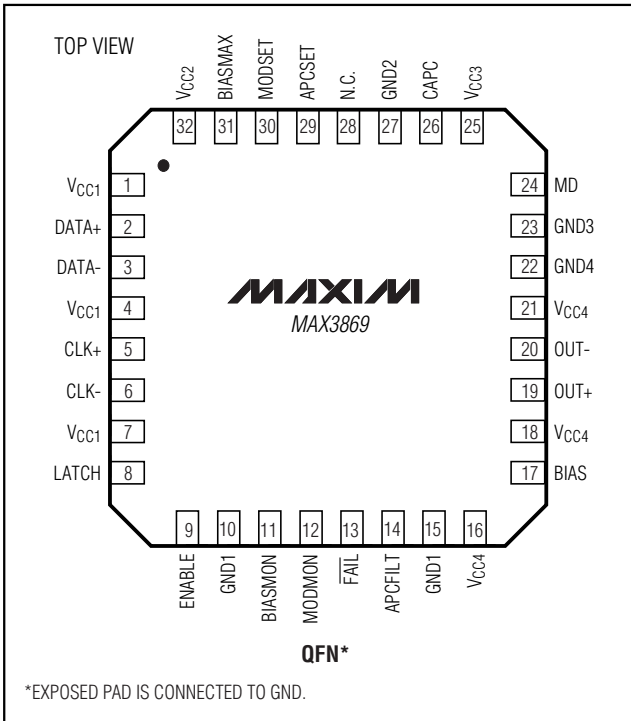 TOP VIEW
VCC2
BIASMAX
MODSET
APCSET
N.C.
GND2
CAPC
VCC3
32
31
30
29
28
27
26
25
VCC1 1
DATA+ 2
DATA- 3
VCC1 4
CLK+ 5
CLK- 6
VCC1 7
LATCH 8
MAXIM
MAX3869
24 MD
23 GND3
22 GND4
21 VCC4
20 OUT-
19 OUT+
18 VCC4
17 BIAS
9
10
11
12
13
14
15
16
ENABLE
GND1
BIASMON
MODMON
FAIL
APCFILT
GND1
VCC4
QFN*
*EXPOSED PAD IS CONNECTED TO GND.